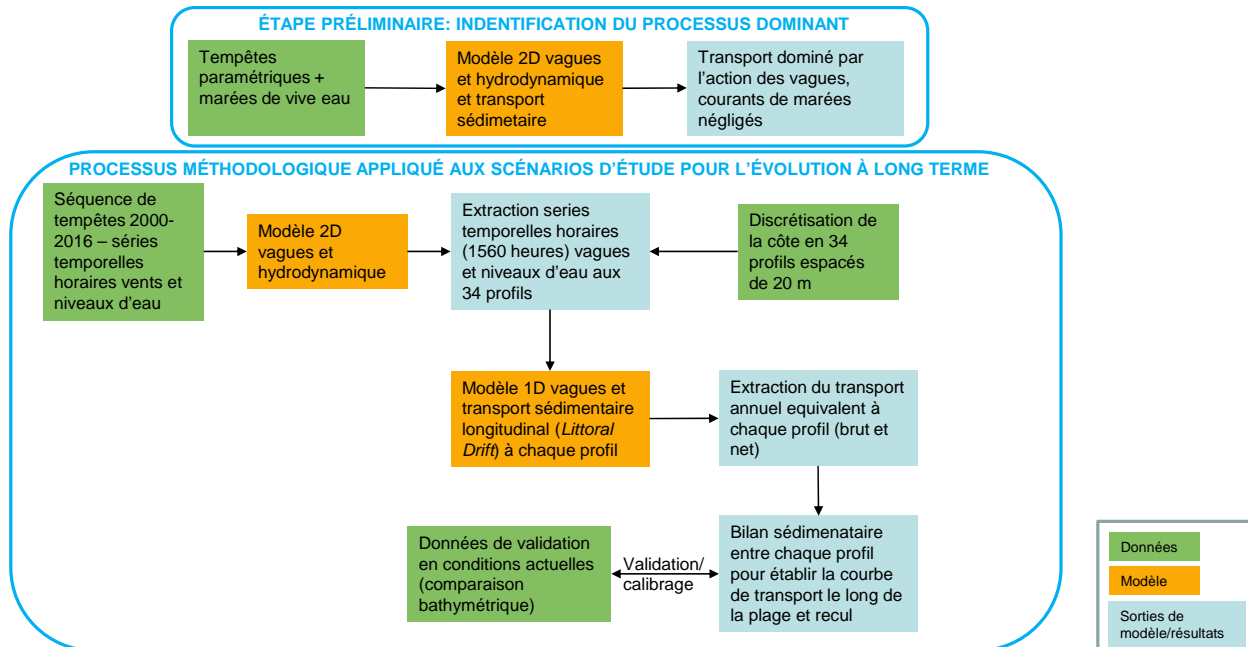 ÉTAPE PRÉLIMINAIRE: INDENTIFICATION DU PROCESSUS DOMINANT
Tempêtes
paramétriques +
marées de vive eau
Modèle 2D vagues
et hydrodynamique
et transport
sédimetaire
Transport dominé par
l'action des vagues,
courants de marées
négligés
PROCESSUS MÉTHODOLOGIQUE APPLIQUÉ AUX SCÉNARIOS D'ÉTUDE POUR L'ÉVOLUTION À LONG TERME
Séquence de
tempêtes 2000-
2016 – séries
temporelles
horaires vents et
niveaux d'eau
Modèle 2D
vagues et
hydrodynamique
Extraction series
temporelles horaires
(1560 heures) vagues
et niveaux d'eau aux
34 profils
Discrétisation de
la côte en 34
profils espacés
de 20 m
Modèle 1D vagues et
transport sédimentaire
longitudinal (Littoral
Drift) à chaque profil
Extraction du transport
annuel equivalent à
chaque profil (brut et
net)
Données de validation
en conditions actuelles
(comparaison
bathymétrique)
Validation/
calibrage
Bilan sédimenataire
entre chaque profil
pour établir la courbe
de transport le long de
la plage et recul
Données
Modèle
Sorties de
modèle/résultats